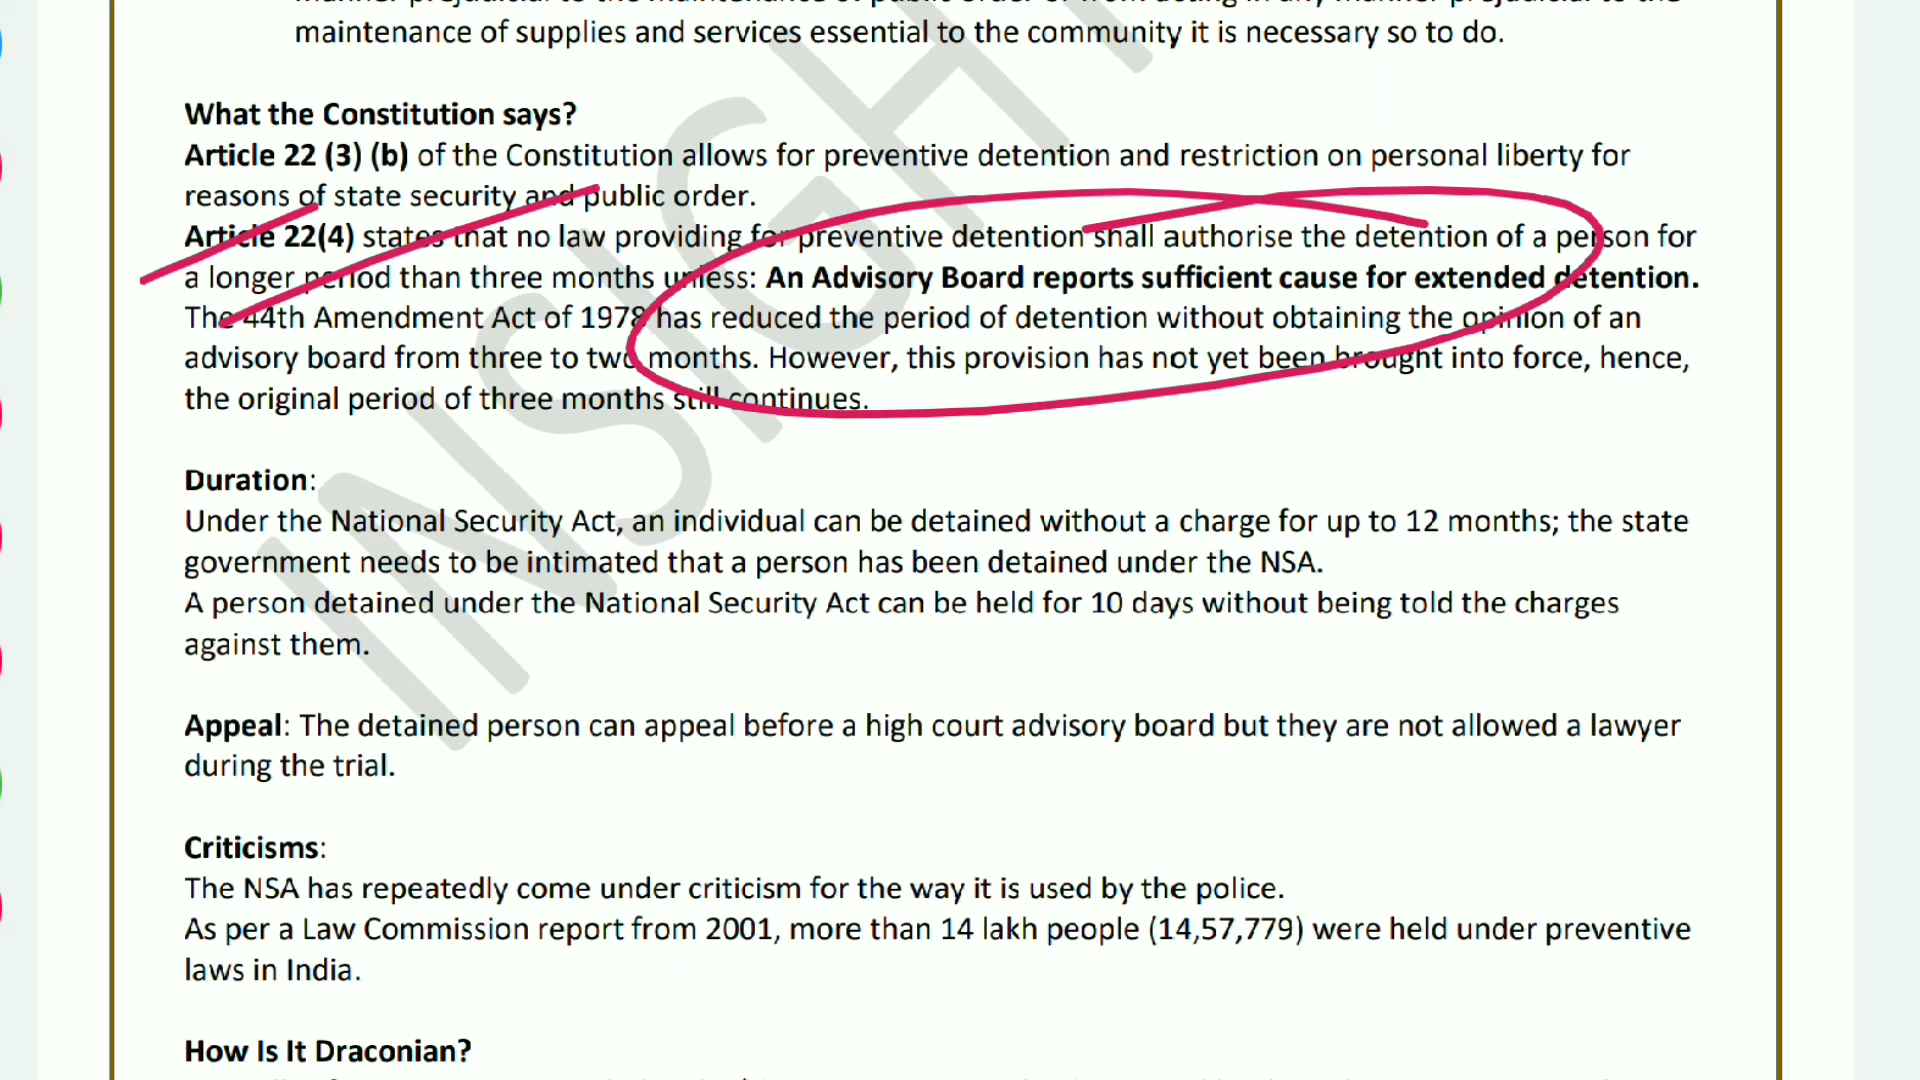 maintenance of supplies and services essential to the community it is necessary so to do.
What the Constitution says?
Article 22 (3) (b) of the Constitution allows for preventive detention and restriction on personal liberty for
reasons of state security and public order.
Article 22(4) states that no law providing for preventive detention shall authorise the detention of a person for
a longer period than three months unless: An Advisory Board reports sufficient cause for extended detention.
The 44th Amendment Act of 1978 has reduced the period of detention without obtaining the opinion of an
advisory board from three to two months. However, this provision has not yet been brought into force, hence,
the original period of three months still continues.
Duration:
Under the National Security Act, an individual can be detained without a charge for up to 12 months; the state
government needs to be intimated that a person has been detained under the NSA.
A person detained under the National Security Act can be held for 10 days without being told the charges
against them.
Appeal: The detained person can appeal before a high court advisory board but they are not allowed a lawyer
during the trial.
Criticisms:
The NSA has repeatedly come under criticism for the way it is used by the police.
As per a Law Commission report from 2001, more than 14 lakh people (14,57,779) were held under preventive
laws in India.
How Is It Draconian?
INSIGHT